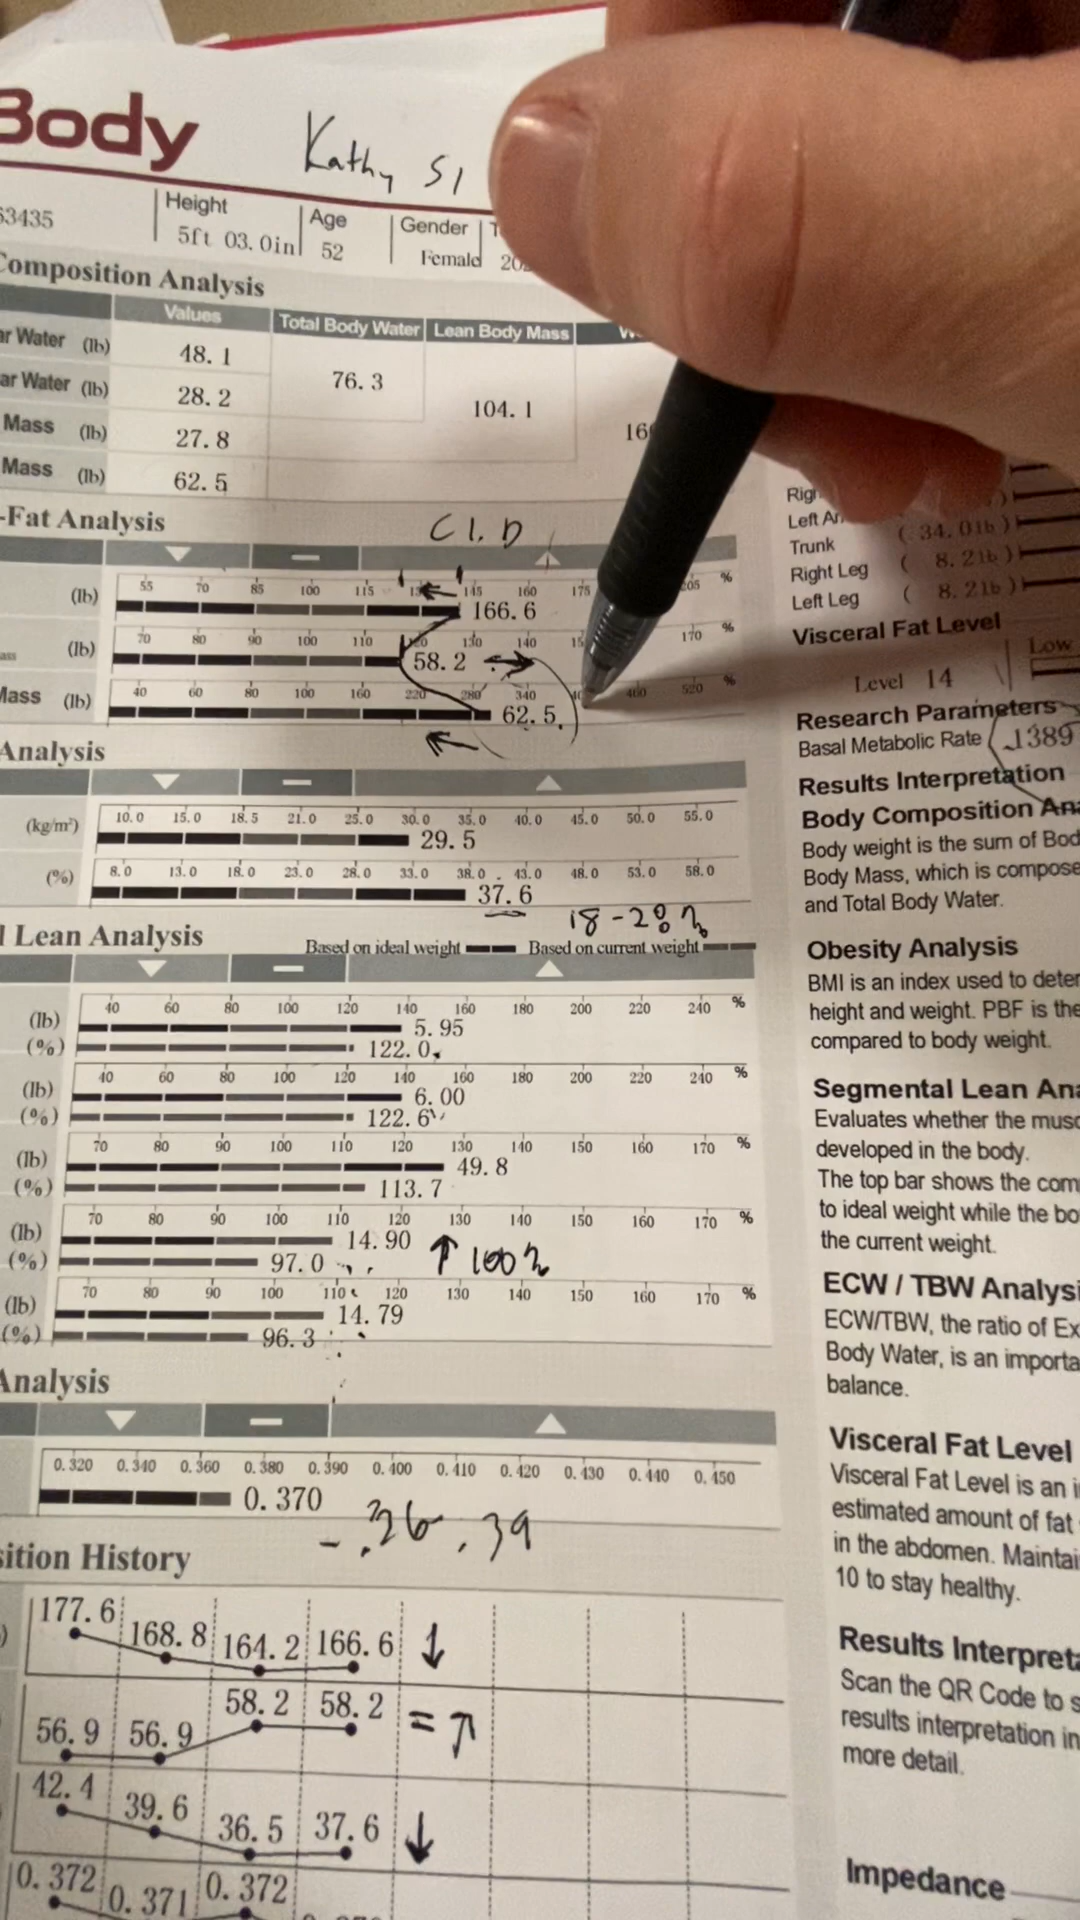 Body
Kathy S1
63435
Height
5ft 03.0in
Age
52
Gender
Female
Composition Analysis
Values
Total Body Water
Lean Body Mass
Water (lb)
48.1
76.3
104.1
Water (lb)
28.2
Mass (lb)
27.8
Mass (lb)
62.5
-Fat Analysis
C I. D
(lb)
55 70 85 100 115 145 160 175 205 %
166.6
(lb)
70 80 90 100 110 120 130 140 170 %
58.2
Mass (lb)
40 60 80 100 160 220 280 340 460 520 %
62.5
Analysis
(kg/m²)
10.0 15.0 18.5 21.0 25.0 30.0 35.0 40.0 45.0 50.0 55.0
29.5
(%)
8.0 13.0 18.0 23.0 28.0 33.0 38.0 43.0 48.0 53.0 58.0
37.6
18-28%
Lean Analysis
Based on ideal weight Based on current weight
(lb)
40 60 80 100 120 140 160 180 200 220 240 %
5.95
(%)
122.0
(lb)
40 60 80 100 120 140 160 180 200 220 240 %
6.00
(%)
122.6
(lb)
70 80 90 100 110 120 130 140 150 160 170 %
49.8
(%)
113.7
(lb)
70 80 90 100 110 120 130 140 150 160 170 %
14.90
(%)
97.0
↑ 100%
(lb)
70 80 90 100 110 120 130 140 150 160 170 %
14.79
(%)
96.3
Analysis
0.320 0.340 0.360 0.380 0.390 0.400 0.410 0.420 0.430 0.440 0.450
0.370
- .36 .39
History
177.6 168.8 164.2 166.6 ↓
56.9 56.9 58.2 58.2 = ↑
42.4 39.6 36.5 37.6 ↓
0.372 0.371 0.372
Left
Trunk (34.0lb)
Right Leg (8.2lb)
Left Leg (8.2lb)
Visceral Fat Level
Low
Level 14
Research Parameters
Basal Metabolic Rate 1389
Results Interpretation
Body Composition
Body weight is the sum of
Body Mass, which is
and Total Body Water.
Obesity Analysis
BMI is an index used to
height and weight. PBF is the
compared to body weight.
Segmental Lean
Evaluates whether the
developed in the body.
The top bar shows the
to ideal weight while the
the current weight.
ECW / TBW
ECW/TBW, the ratio of
Body Water, is an
balance.
Visceral Fat Level
Visceral Fat Level is an
estimated amount of fat
in the abdomen.
10 to stay healthy.
Results
Scan the QR Code to
results interpretation in
more detail.
Impedance